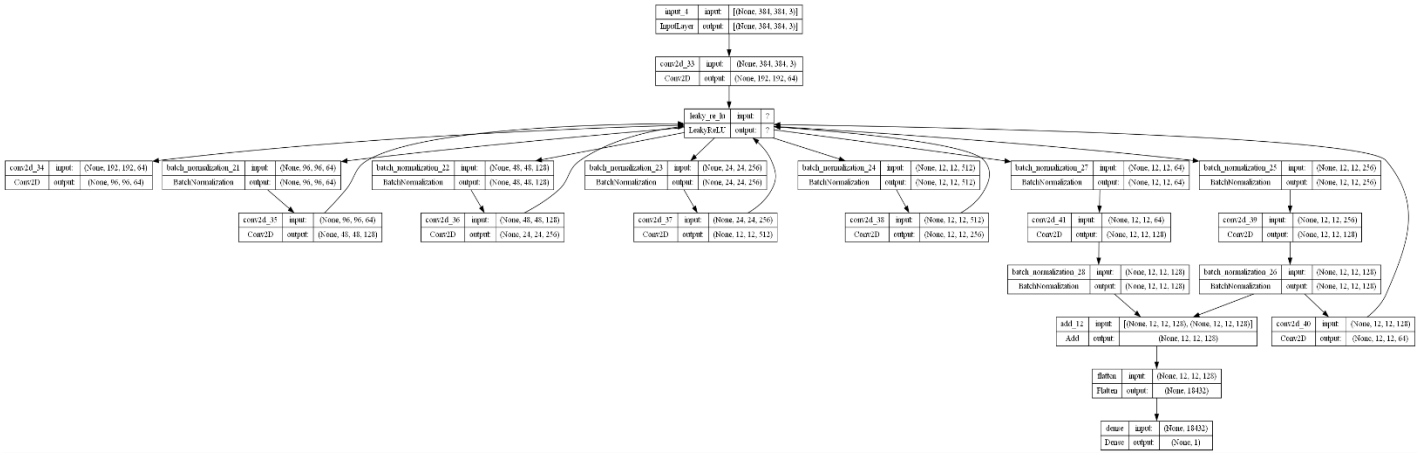 input_4 input: [(None, 384, 384, 3)]
InputLayer output: [(None, 384, 384, 3)]
conv2d_33 input: (None, 384, 384, 3)
Conv2D output: (None, 192, 192, 64)
leaky_re_lu input: ?
LeakyReLU output: ?
conv2d_34 input: (None, 192, 192, 64)
Conv2D output: (None, 96, 96, 64)
batch_normalization_21 input: (None, 96, 96, 64)
BatchNormalization output: (None, 96, 96, 64)
batch_normalization_22 input: (None, 48, 48, 128)
BatchNormalization output: (None, 48, 48, 128)
batch_normalization_23 input: (None, 24, 24, 256)
BatchNormalization output: (None, 24, 24, 256)
batch_normalization_24 input: (None, 12, 12, 512)
BatchNormalization output: (None, 12, 12, 512)
batch_normalization_27 input: (None, 12, 12, 64)
BatchNormalization output: (None, 12, 12, 64)
batch_normalization_25 input: (None, 12, 12, 256)
BatchNormalization output: (None, 12, 12, 256)
conv2d_35 input: (None, 96, 96, 64)
Conv2D output: (None, 48, 48, 128)
conv2d_36 input: (None, 48, 48, 128)
Conv2D output: (None, 24, 24, 256)
conv2d_37 input: (None, 24, 24, 256)
Conv2D output: (None, 12, 12, 512)
conv2d_38 input: (None, 12, 12, 512)
Conv2D output: (None, 12, 12, 256)
conv2d_41 input: (None, 12, 12, 64)
Conv2D output: (None, 12, 12, 128)
conv2d_39 input: (None, 12, 12, 256)
Conv2D output: (None, 12, 12, 128)
batch_normalization_28 input: (None, 12, 12, 128)
BatchNormalization output: (None, 12, 12, 128)
batch_normalization_26 input: (None, 12, 12, 128)
BatchNormalization output: (None, 12, 12, 128)
add_12 input: [(None, 12, 12, 128), (None, 12, 12, 128)]
Add output: (None, 12, 12, 128)
conv2d_40 input: (None, 12, 12, 128)
Conv2D output: (None, 12, 12, 64)
flatten input: (None, 12, 12, 128)
Flatten output: (None, 18432)
dense input: (None, 18432)
Dense output: (None, 1)